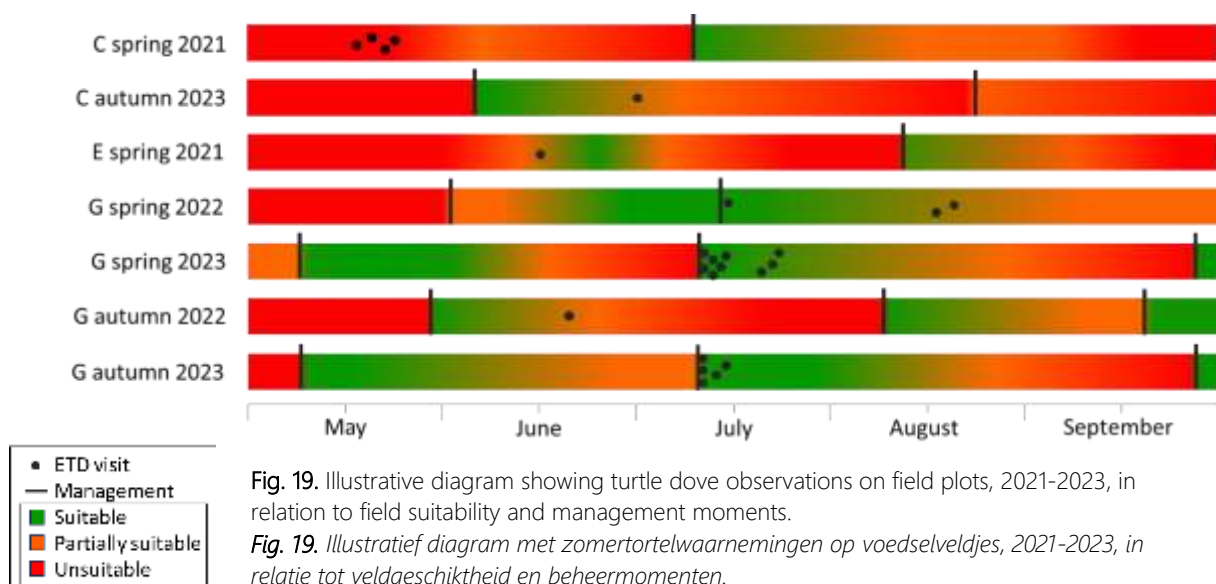 C spring 2021
C autumn 2023
E spring 2021
G spring 2022
G spring 2023
G autumn 2022
G autumn 2023
May June July August September
ETD visit
Management
Suitable
Partially suitable
Unsuitable
Fig. 19. Illustrative diagram showing turtle dove observations on field plots, 2021-2023, in
relation to field suitability and management moments.
Fig. 19. Illustratief diagram met zomertortelwaarnemingen op voedselveldjes, 2021-2023, in
relatie tot veldgeschiktheid en beheermomenten.